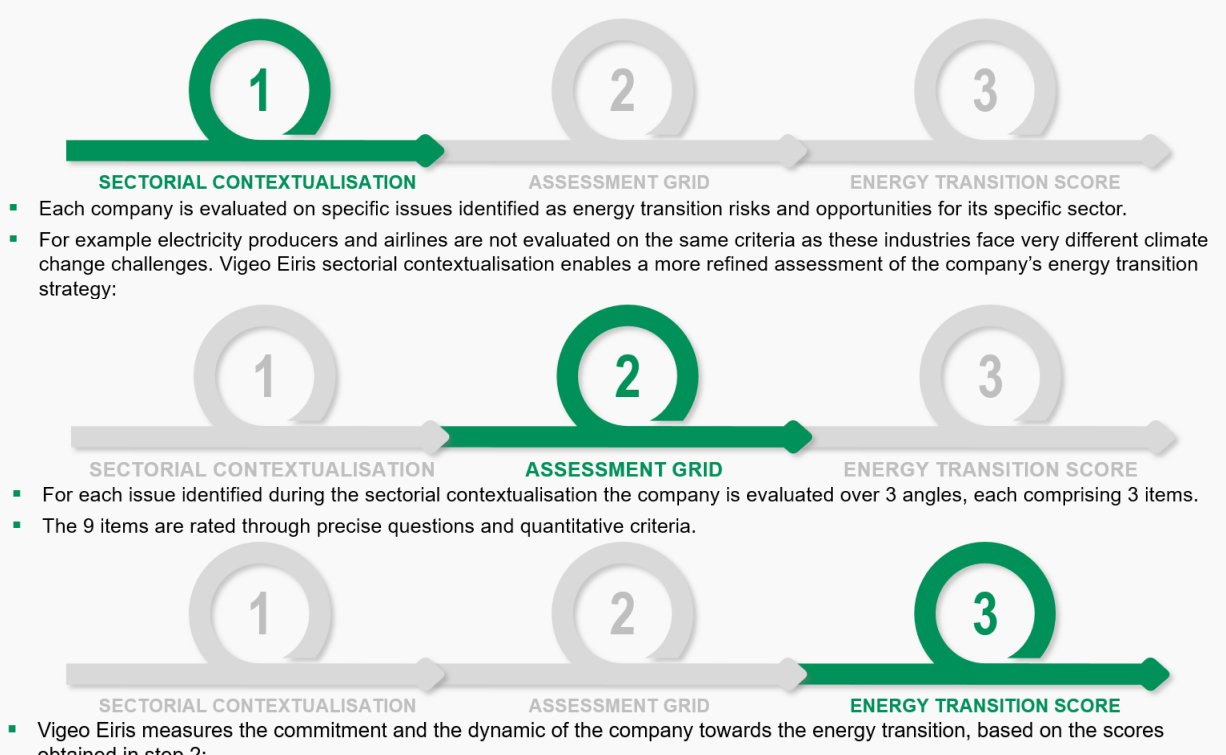 1 2 3
SECTORIAL CONTEXTUALISATION ASSESSMENT GRID ENERGY TRANSITION SCORE
▪ Each company is evaluated on specific issues identified as energy transition risks and opportunities for its specific sector.
▪ For example electricity producers and airlines are not evaluated on the same criteria as these industries face very different climate
change challenges. Vigeo Eiris sectorial contextualisation enables a more refined assessment of the company's energy transition
strategy:
1 2 3
SECTORIAL CONTEXTUALISATION ASSESSMENT GRID ENERGY TRANSITION SCORE
▪ For each issue identified during the sectorial contextualisation the company is evaluated over 3 angles, each comprising 3 items.
▪ The 9 items are rated through precise questions and quantitative criteria.
1 2 3
SECTORIAL CONTEXTUALISATION ASSESSMENT GRID ENERGY TRANSITION SCORE
▪ Vigeo Eiris measures the commitment and the dynamic of the company towards the energy transition, based on the scores
obtained in step 2: